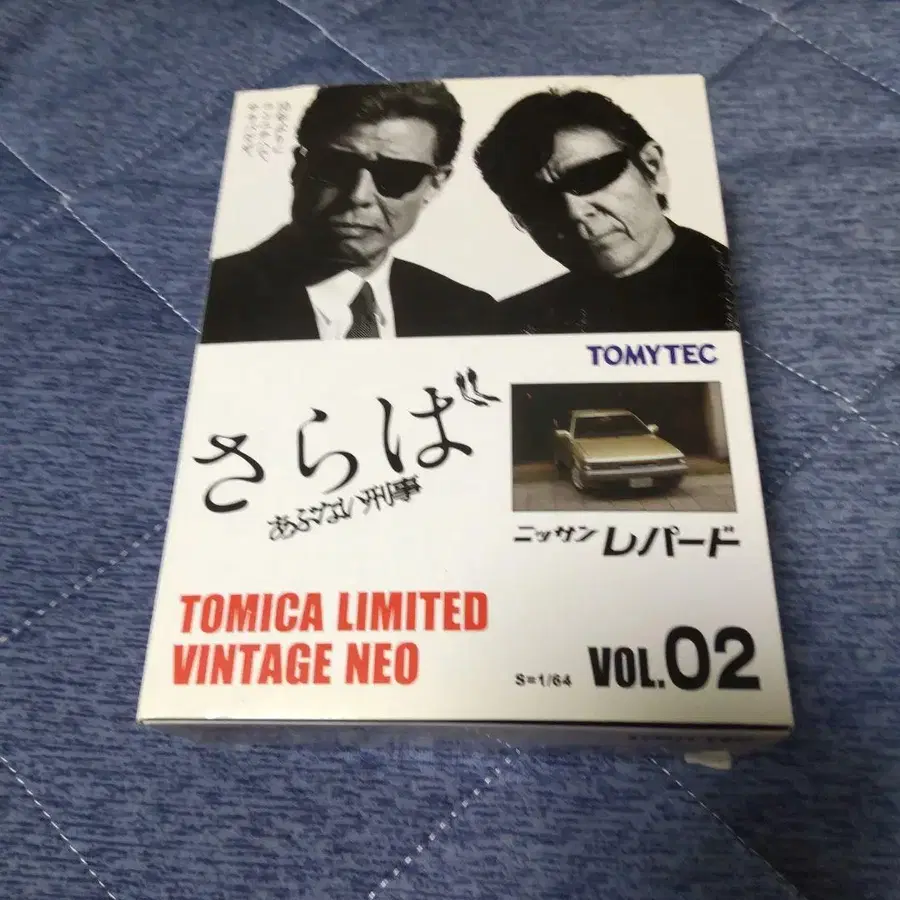 TOMYTEC
さらば
あぶない刑事
ニッサン レパード
TOMICA LIMITED
VINTAGE NEO
S=1/64 VOL.02